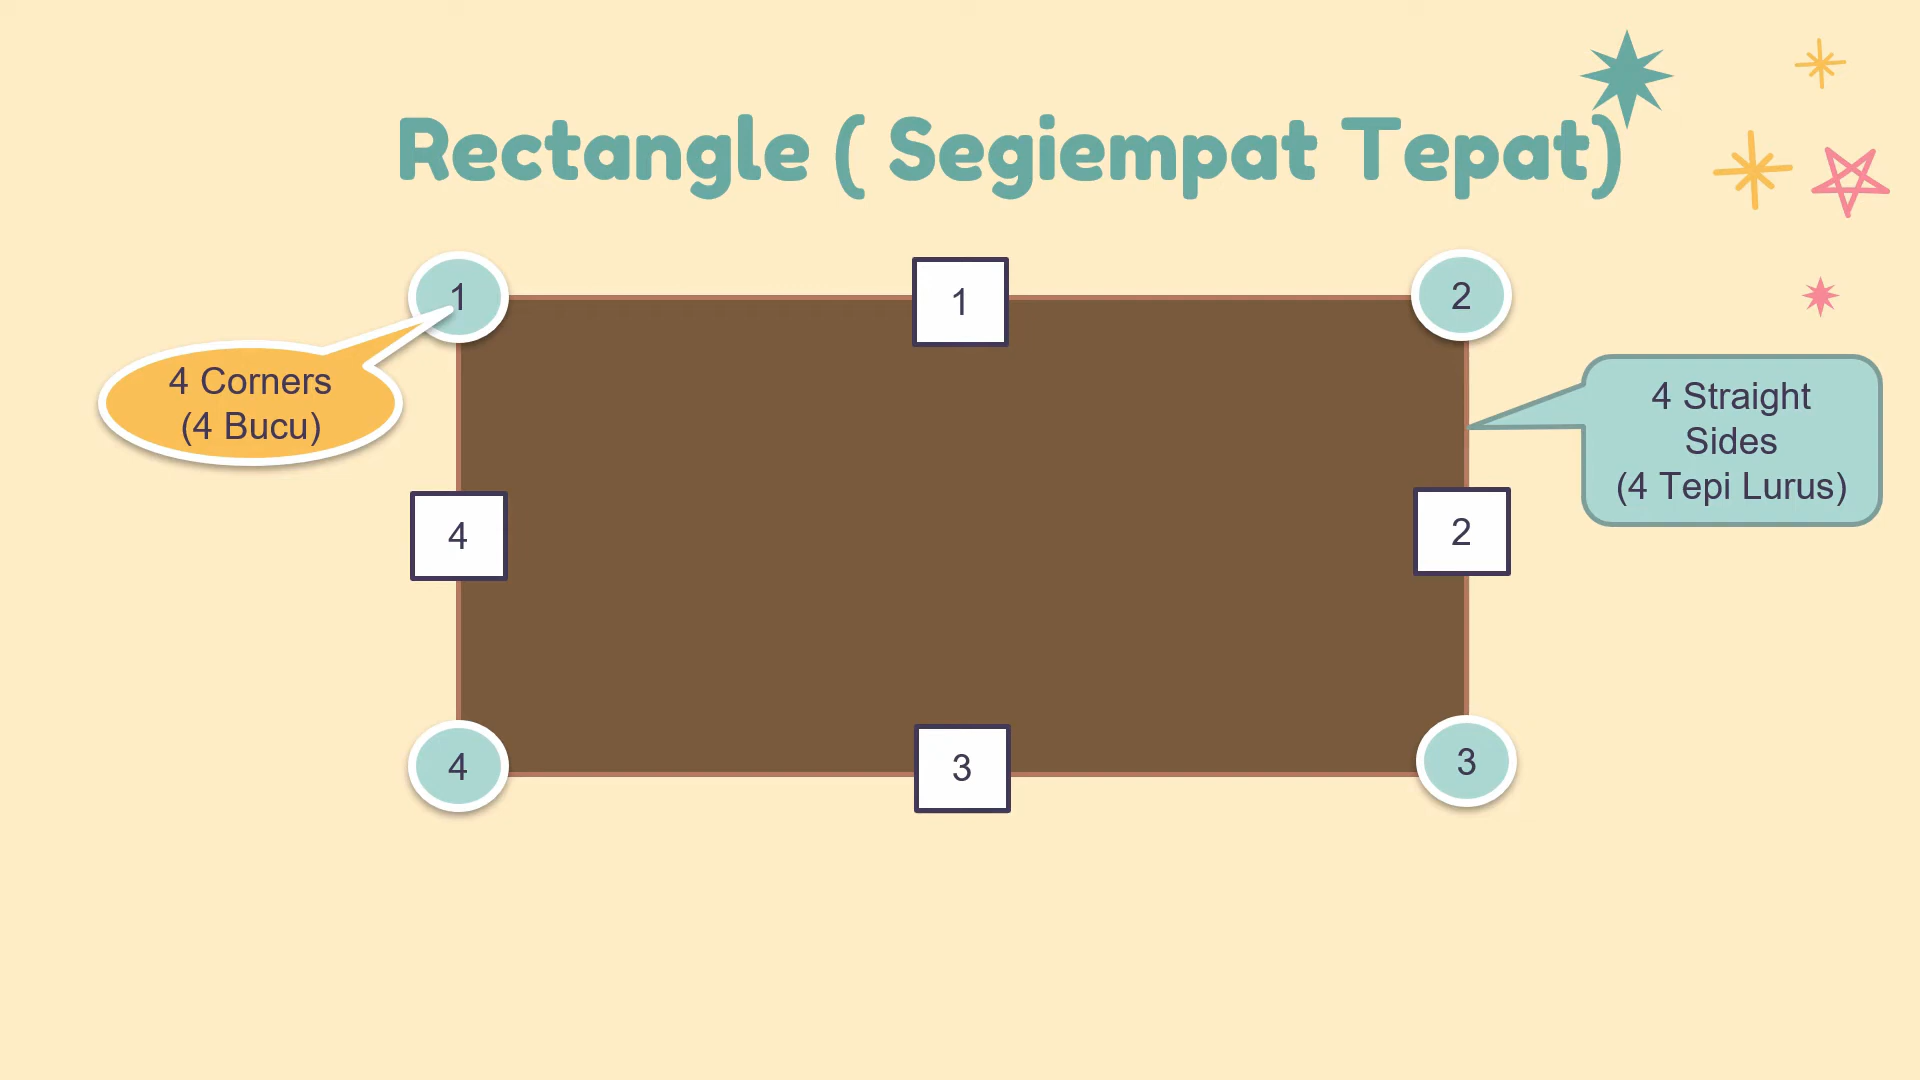 Rectangle ( Segiempat Tepat)
1
1
2
4 Corners
(4 Bucu)
4 Straight
Sides
(4 Tepi Lurus)
4
2
4
3
3